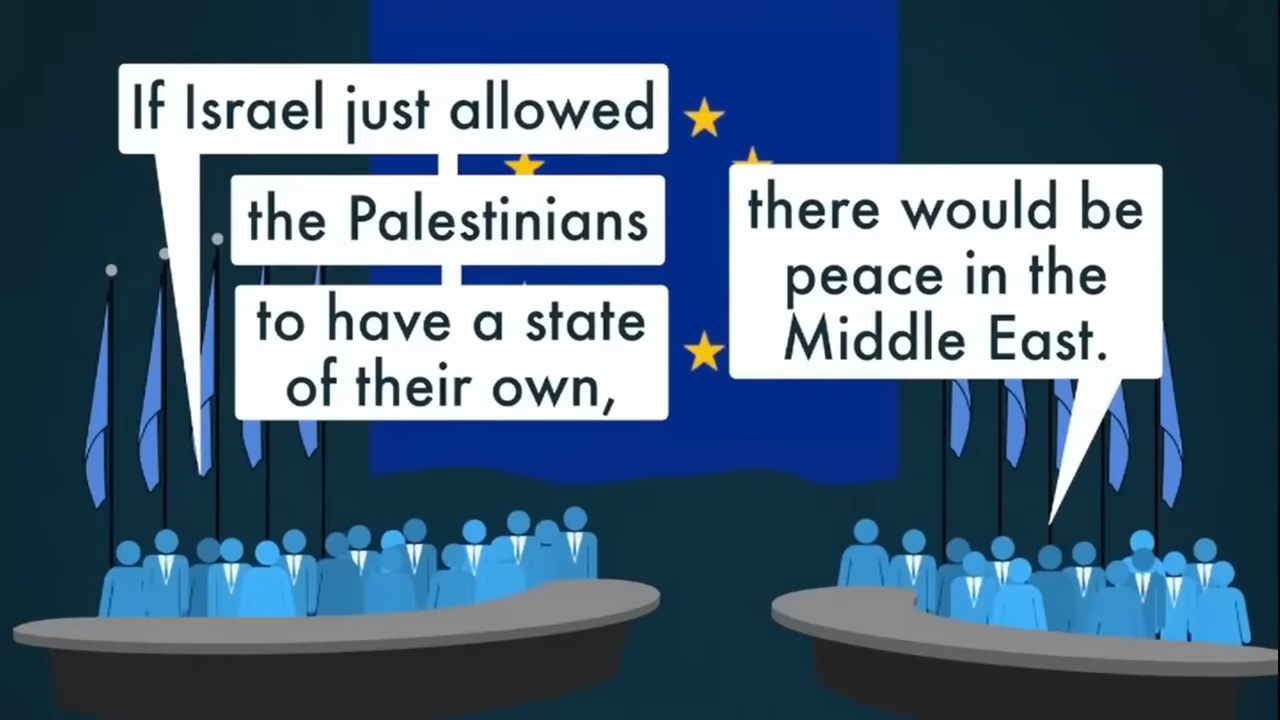 If Israel just allowed
the Palestinians
to have a state
of their own,
there would be
peace in the
Middle East.